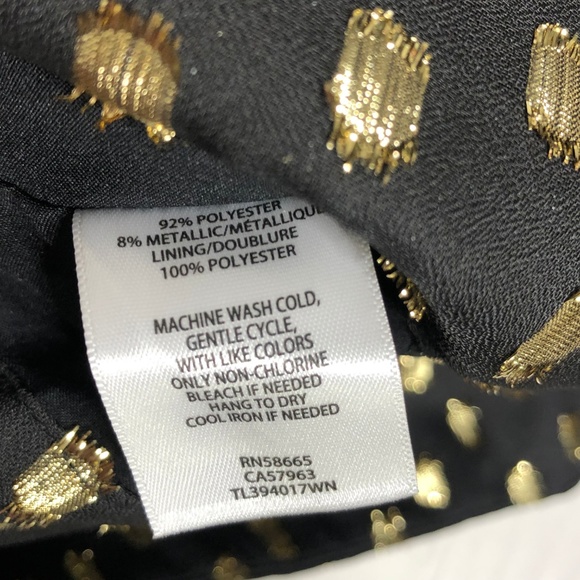 92% POLYESTER
8% METALLIC/MÉTALLIQUE
LINING/DOUBLURE
100% POLYESTER
MACHINE WASH COLD,
GENTLE CYCLE,
WITH LIKE COLORS
ONLY NON-CHLORINE
BLEACH IF NEEDED
HANG TO DRY
COOL IRON IF NEEDED
RN58665
CA57963
TL394017WN